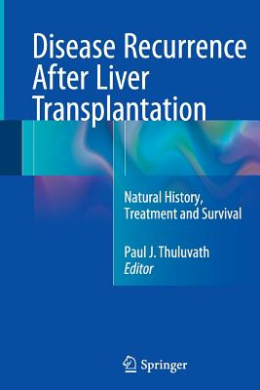 Disease Recurrence
After Liver
Transplantation
Natural History,
Treatment and Survival
Paul J. Thuluvath
Editor
Springer